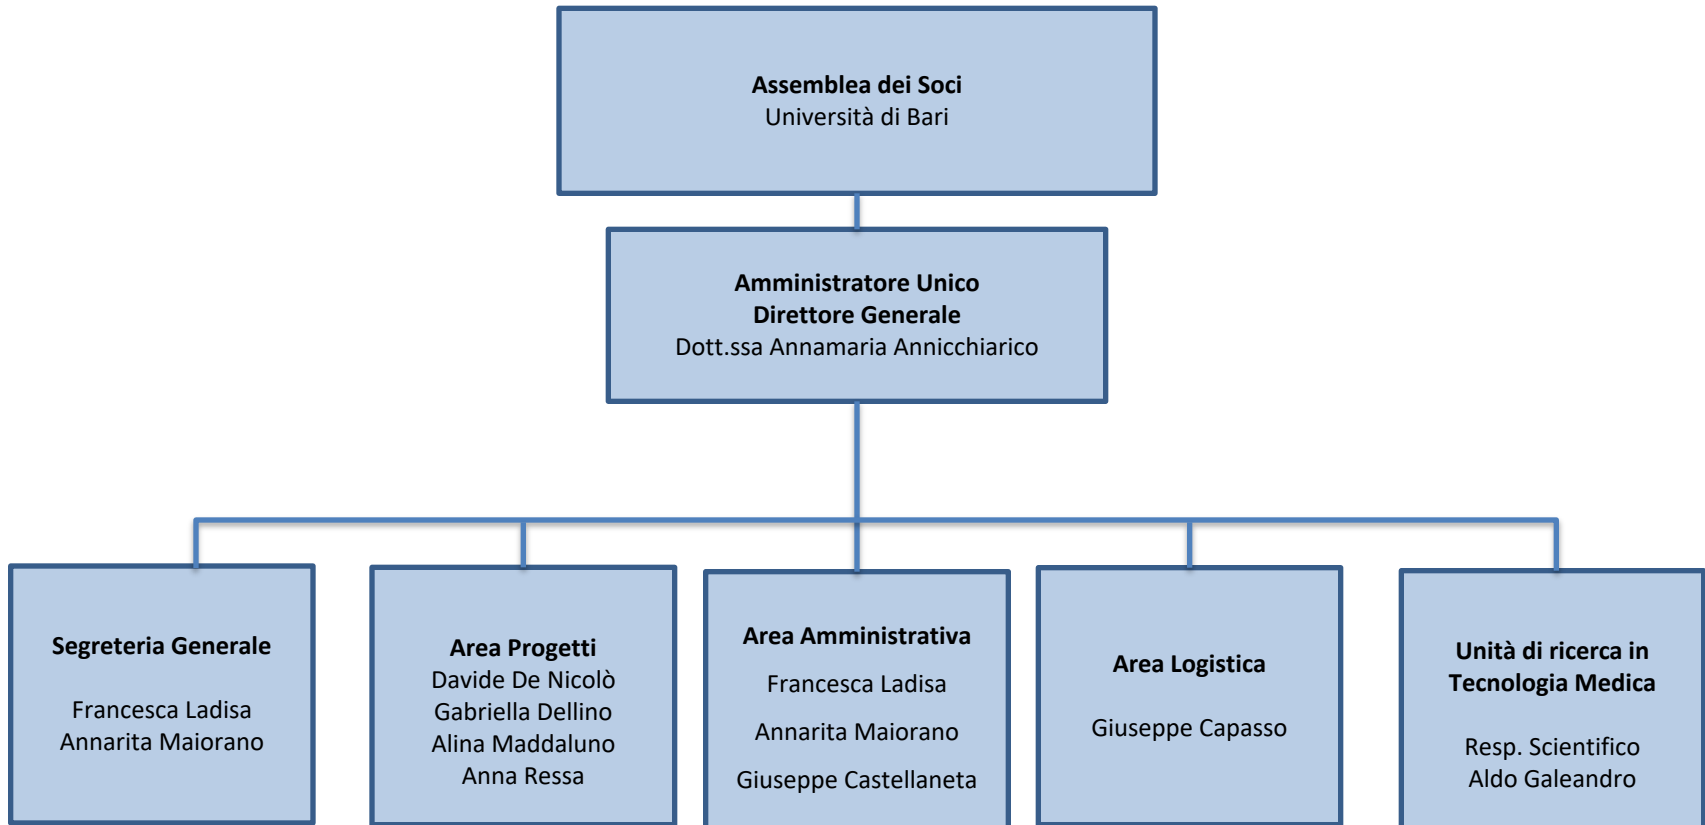 Assemblea dei Soci
Università di Bari
Amministratore Unico
Direttore Generale
Dott.ssa Annamaria Annicchiarico
Segreteria Generale
Francesca Ladisa
Annarita Maiorano
Area Progetti
Davide De Nicolò
Gabriella Dellino
Alina Maddaluno
Anna Ressa
Area Amministrativa
Francesca Ladisa
Annarita Maiorano
Giuseppe Castellaneta
Area Logistica
Giuseppe Capasso
Unità di ricerca in
Tecnologia Medica
Resp. Scientifico
Aldo Galeandro